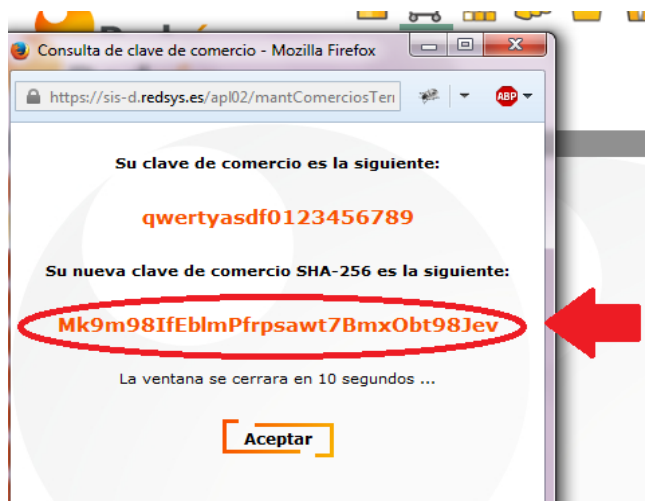 Consulta de clave de comercio - Mozilla Firefox
https://sis-d.redsys.es/apl02/mantComerciosTeri
ABP
Su clave de comercio es la siguiente:
qwertyasdf0123456789
Su nueva clave de comercio SHA-256 es la siguiente:
Mk9m98IfEblmPfrpsawt7BmxObt98Jev
La ventana se cerrara en 10 segundos ...
Aceptar